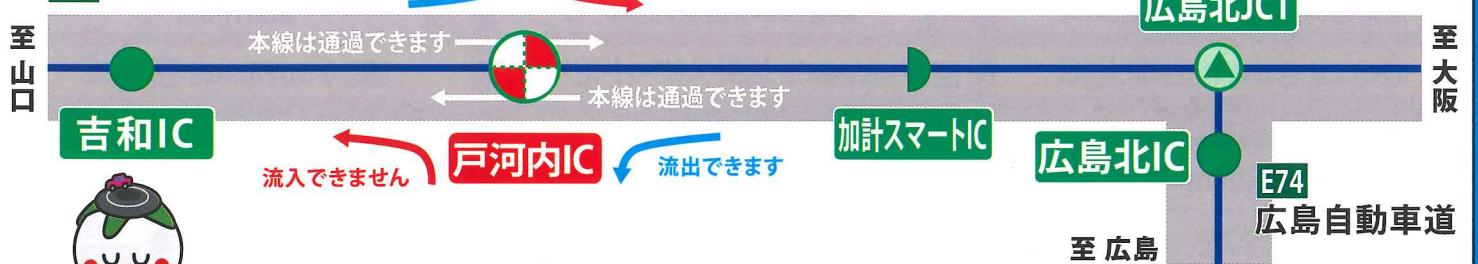 広島北JCT
至山口
本線は通過できます
至大阪
本線は通過できます
吉和IC
戸河内IC
加計スマートIC
広島北IC
流入できません
流出できます
E74
広島自動車道
至 広島